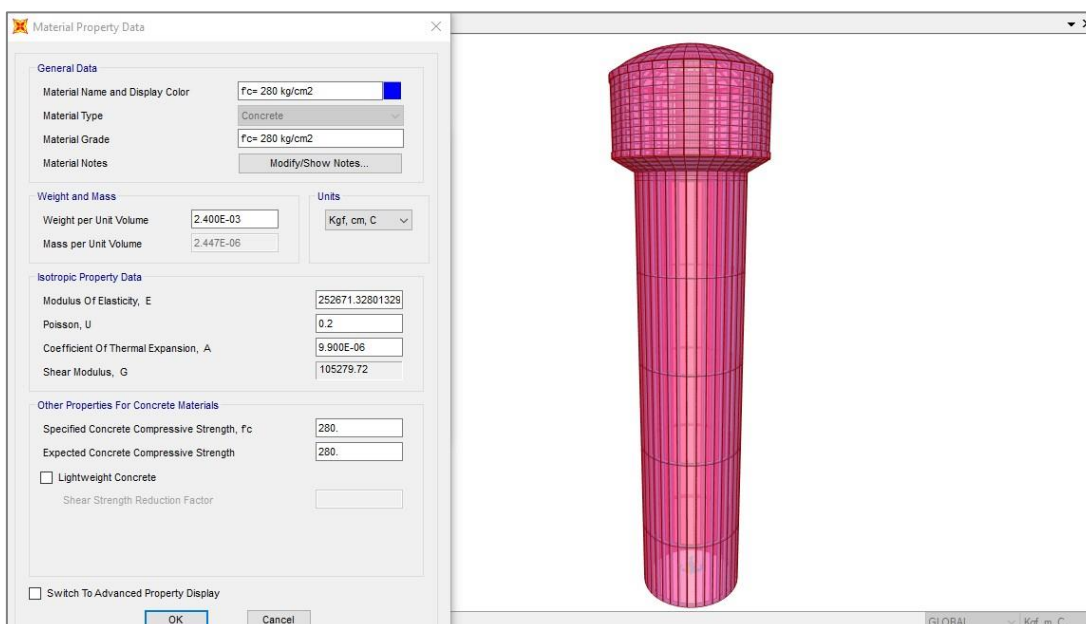 Material Property Data
General Data
Material Name and Display Color f'c= 280 kg/cm2
Material Type Concrete
Material Grade f'c= 280 kg/cm2
Material Notes Modify/Show Notes...
Weight and Mass
Weight per Unit Volume 2.400E-03
Mass per Unit Volume 2.447E-06
Units
Kgf, cm, C
Isotropic Property Data
Modulus Of Elasticity, E 252671.32801329
Poisson, U 0.2
Coefficient Of Thermal Expansion, A 9.900E-06
Shear Modulus, G 105279.72
Other Properties For Concrete Materials
Specified Concrete Compressive Strength, f'c 280.
Expected Concrete Compressive Strength 280.
Lightweight Concrete
Shear Strength Reduction Factor
Switch To Advanced Property Display
OK Cancel
GLOBAL Kgf, m, C